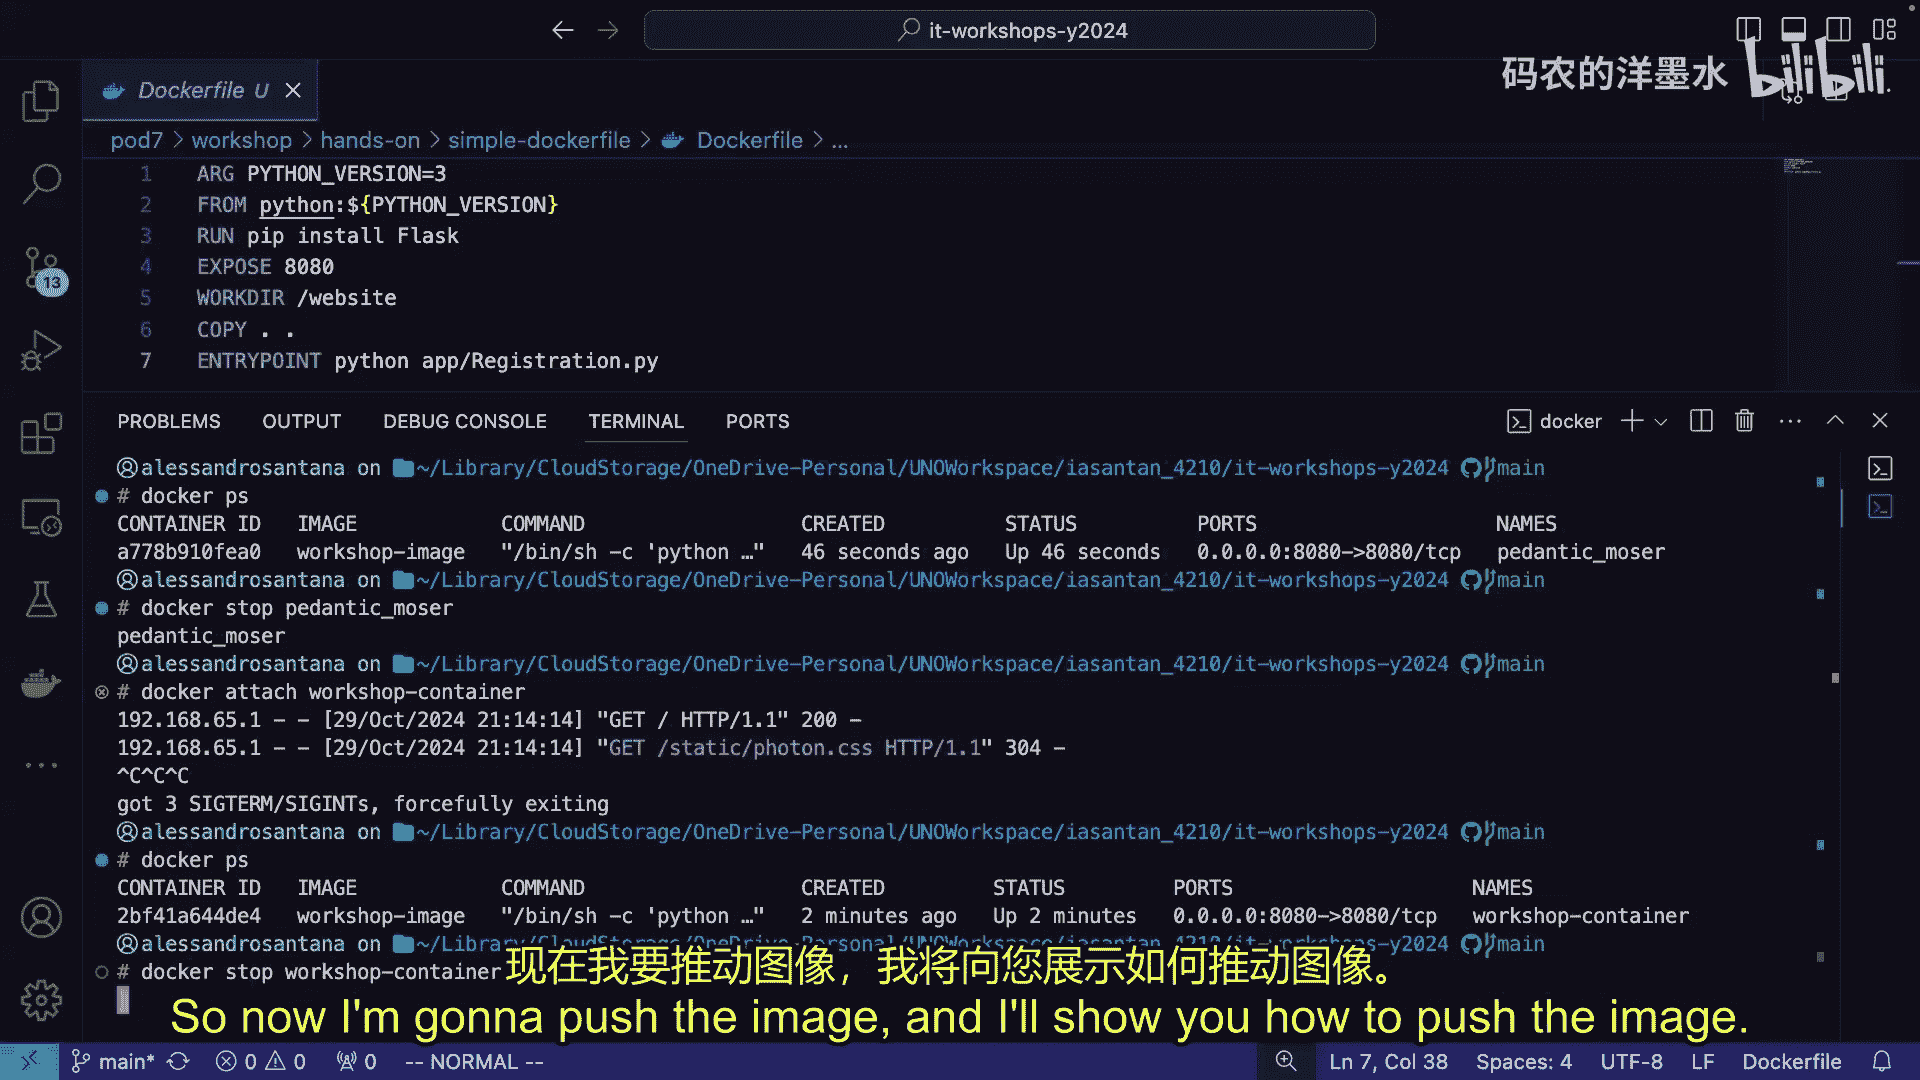 it-workshops-y2024
码农的洋墨水 bilibili
Dockerfile U
pod7 > workshop > hands-on > simple-dockerfile > Dockerfile > ...
1 ARG PYTHON_VERSION=3
2 FROM python:${PYTHON_VERSION}
3 RUN pip install Flask
4 EXPOSE 8080
5 WORKDIR /website
6 COPY . .
7 ENTRYPOINT python app/Registration.py
13
PROBLEMS OUTPUT DEBUG CONSOLE TERMINAL PORTS docker
alessandrosantana on ~/Library/CloudStorage/OneDrive-Personal/UNOWorkspace/iasantan_4210/it-workshops-y2024 main
# docker ps
CONTAINER ID IMAGE COMMAND CREATED STATUS PORTS NAMES
a778b910fea0 workshop-image "/bin/sh -c 'python …" 46 seconds ago Up 46 seconds 0.0.0.0:8080->8080/tcp pedantic_moser
alessandrosantana on ~/Library/CloudStorage/OneDrive-Personal/UNOWorkspace/iasantan_4210/it-workshops-y2024 main
# docker stop pedantic_moser
pedantic_moser
alessandrosantana on ~/Library/CloudStorage/OneDrive-Personal/UNOWorkspace/iasantan_4210/it-workshops-y2024 main
# docker attach workshop-container
192.168.65.1 - - [29/Oct/2024 21:14:14] "GET / HTTP/1.1" 200 -
192.168.65.1 - - [29/Oct/2024 21:14:14] "GET /static/photon.css HTTP/1.1" 304 -
^C^C^C
got 3 SIGTERM/SIGINTs, forcefully exiting
alessandrosantana on ~/Library/CloudStorage/OneDrive-Personal/UNOWorkspace/iasantan_4210/it-workshops-y2024 main
# docker ps
CONTAINER ID IMAGE COMMAND CREATED STATUS PORTS NAMES
2bf41a644de4 workshop-image "/bin/sh -c 'python …" 2 minutes ago Up 2 minutes 0.0.0.0:8080->8080/tcp workshop-container
alessandrosantana on ~/Library/CloudStorage/OneDrive-Personal/UNOWorkspace/iasantan_4210/it-workshops-y2024 main
# docker stop workshop-container
现在我要推动图像，我将向您展示如何推动图像。
So now I'm gonna push the image, and I'll show you how to push the image.
main* 0 0 0 -- NORMAL -- Ln 7, Col 38 Spaces: 4 UTF-8 LF Dockerfile